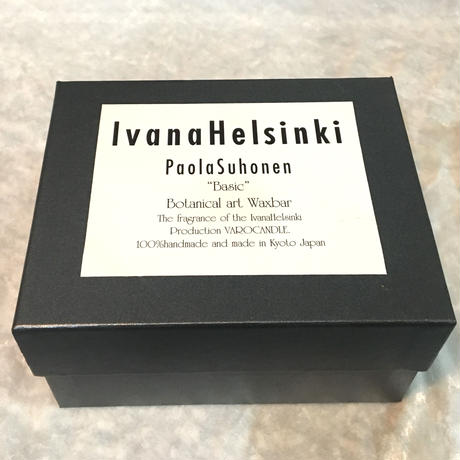 IvanaHelsinki
PaolaSuhonen
"Basic"
Botanical art Waxbar
The fragrance of the IvanaHelsinki
Production VAROCANDLE.
100%handmade and made in Kyoto Japan